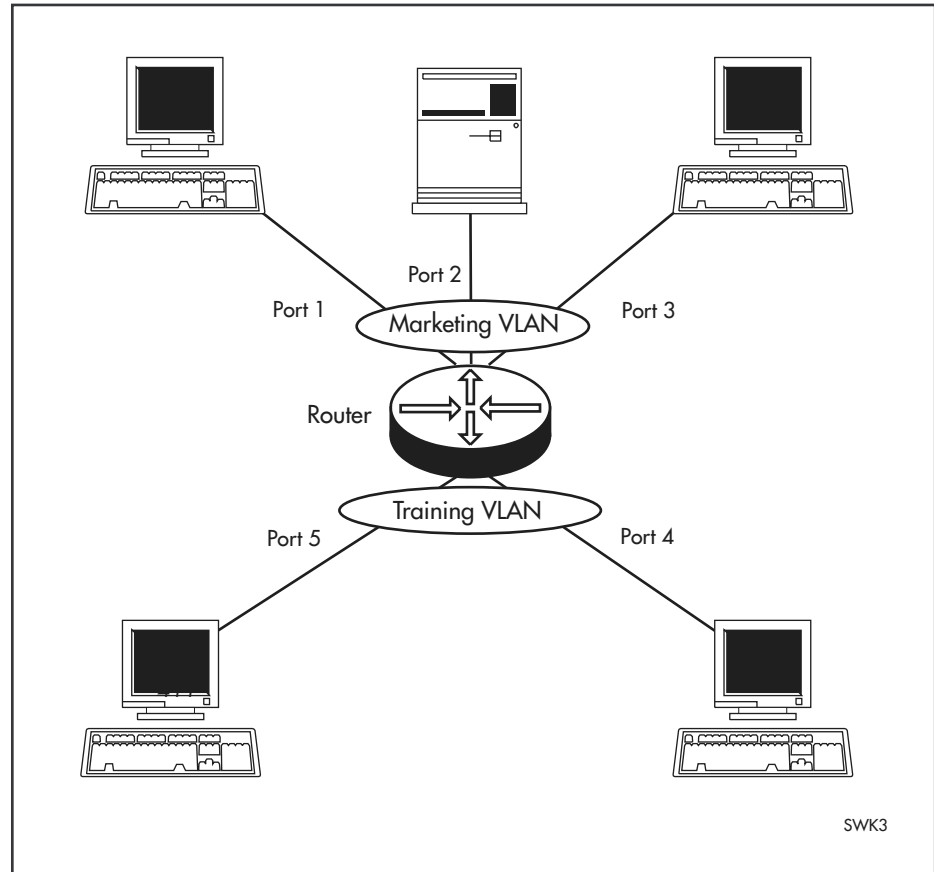 Port 2
Port 1
Port 3
Marketing VLAN
Router
Training VLAN
Port 5
Port 4
SWK3